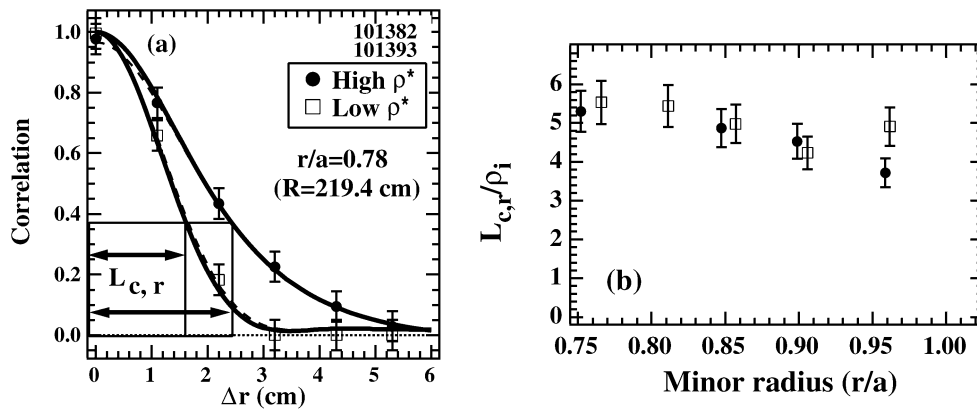 (a)
101382
101393
High ρ*
Low ρ*
r/a=0.78
(R=219.4 cm)
L c, r
Correlation
1.0
0.8
0.6
0.4
0.2
0.0
0 1 2 3 4 5 6
Δr (cm)
L c,r /ρ i
6
5
4
3
2
1
0
(b)
0.75 0.80 0.85 0.90 0.95 1.00
Minor radius (r/a)